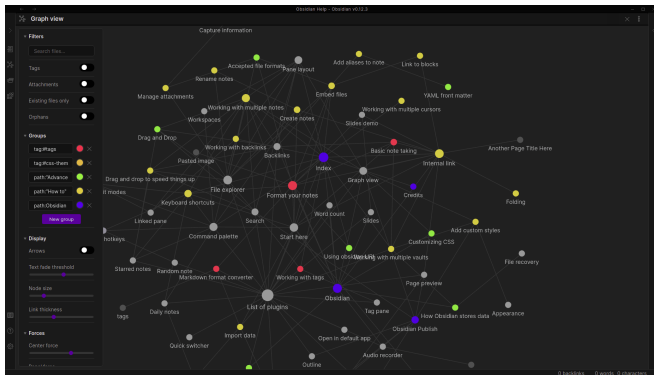 Obsidian Help - Obsidian v0.12.3
Graph view
Filters
Search files...
Tags
Attachments
Existing files only
Orphans
Groups
tag:#tags
tag:#css-them
path:"Advance
path:"How to"
path:Obsidian
New group
Display
Arrows
Text fade threshold
Node size
Link thickness
Forces
Center force
Capture information
Accepted file formats
Pane layout
Add aliases to note
Link to blocks
Rename notes
Manage attachments
Working with multiple notes
Embed files
YAML front matter
Workspaces
Create notes
Slides demo
Working with multiple cursors
Drag and Drop
Pasted image
Working with backlinks
Backlinks
Index
Basic note taking
Internal link
Another Page Title Here
Drag and drop to speed things up
File explorer
Format your notes
Graph view
Credits
Folding
it modes
Keyboard shortcuts
Linked pane
Search
Word count
Slides
Add custom styles
hotkeys
Command palette
Start here
Customizing CSS
Using obsidian URI
Working with multiple vaults
File recovery
Starred notes
Random note
Markdown format converter
Working with tags
Page preview
List of plugins
Obsidian
tags
Daily notes
Tag pane
How Obsidian stores data
Appearance
Import data
Obsidian Publish
Quick switcher
Open in default app
Audio recorder
Outline
0 backlinks
0 words
0 characters